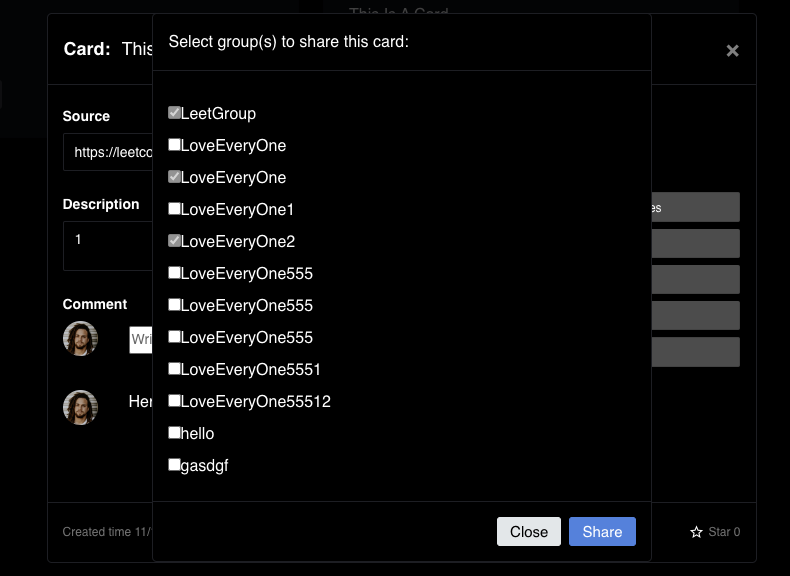 This Is A Card
Card: This
Select group(s) to share this card:
×
Source
https://leetco
Description
1
Comment
Wri
Her
LeetGroup
LoveEveryOne
LoveEveryOne
LoveEveryOne1
LoveEveryOne2
LoveEveryOne555
LoveEveryOne555
LoveEveryOne555
LoveEveryOne5551
LoveEveryOne55512
hello
gasdgf
es
Close
Share
Created time 11/
Star 0